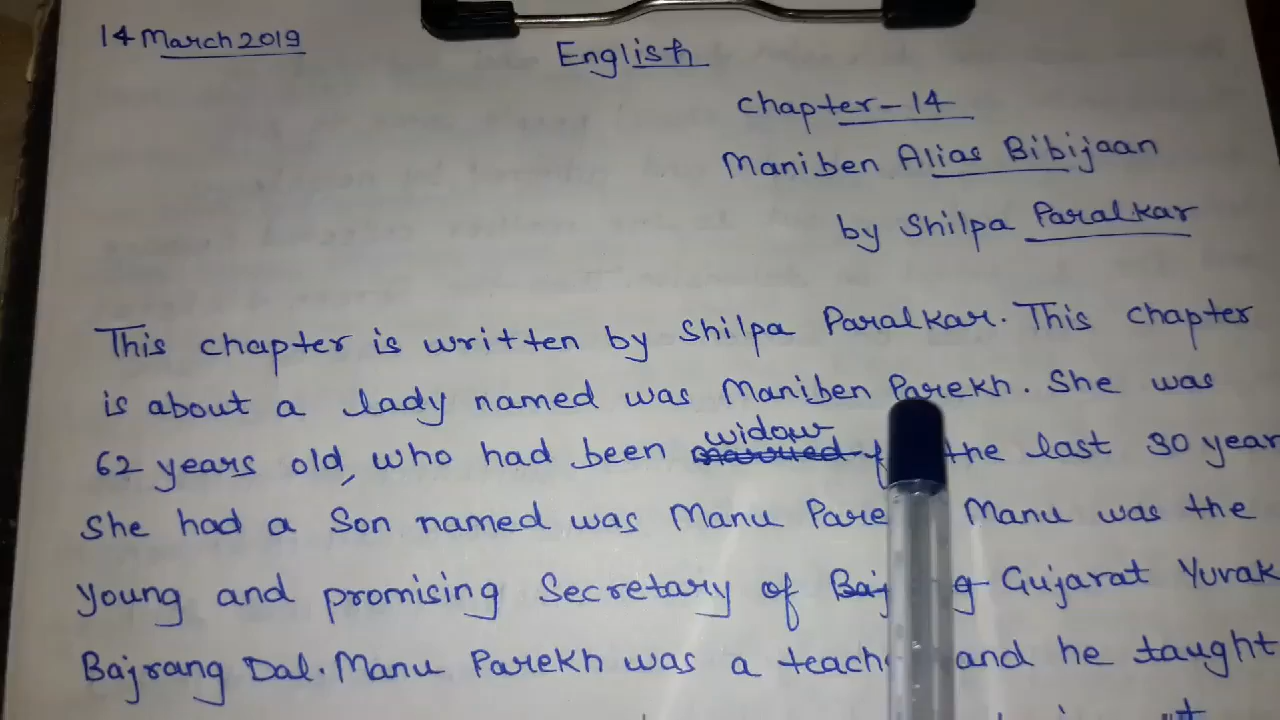 14 March 2019
English
Chapter-14
Maniben Alias Bibijaan
by Shilpa Paralkar
This chapter is written by Shilpa Paralkar. This chapter
is about a lady named was Maniben Parekh. She was
62 years old, who had been widow the last 30 year
She had a Son named was Manu Manu was the
young and promising Secretary of Gujarat Yuvak
Bajrang Dal. Manu Parekh was a and he taught